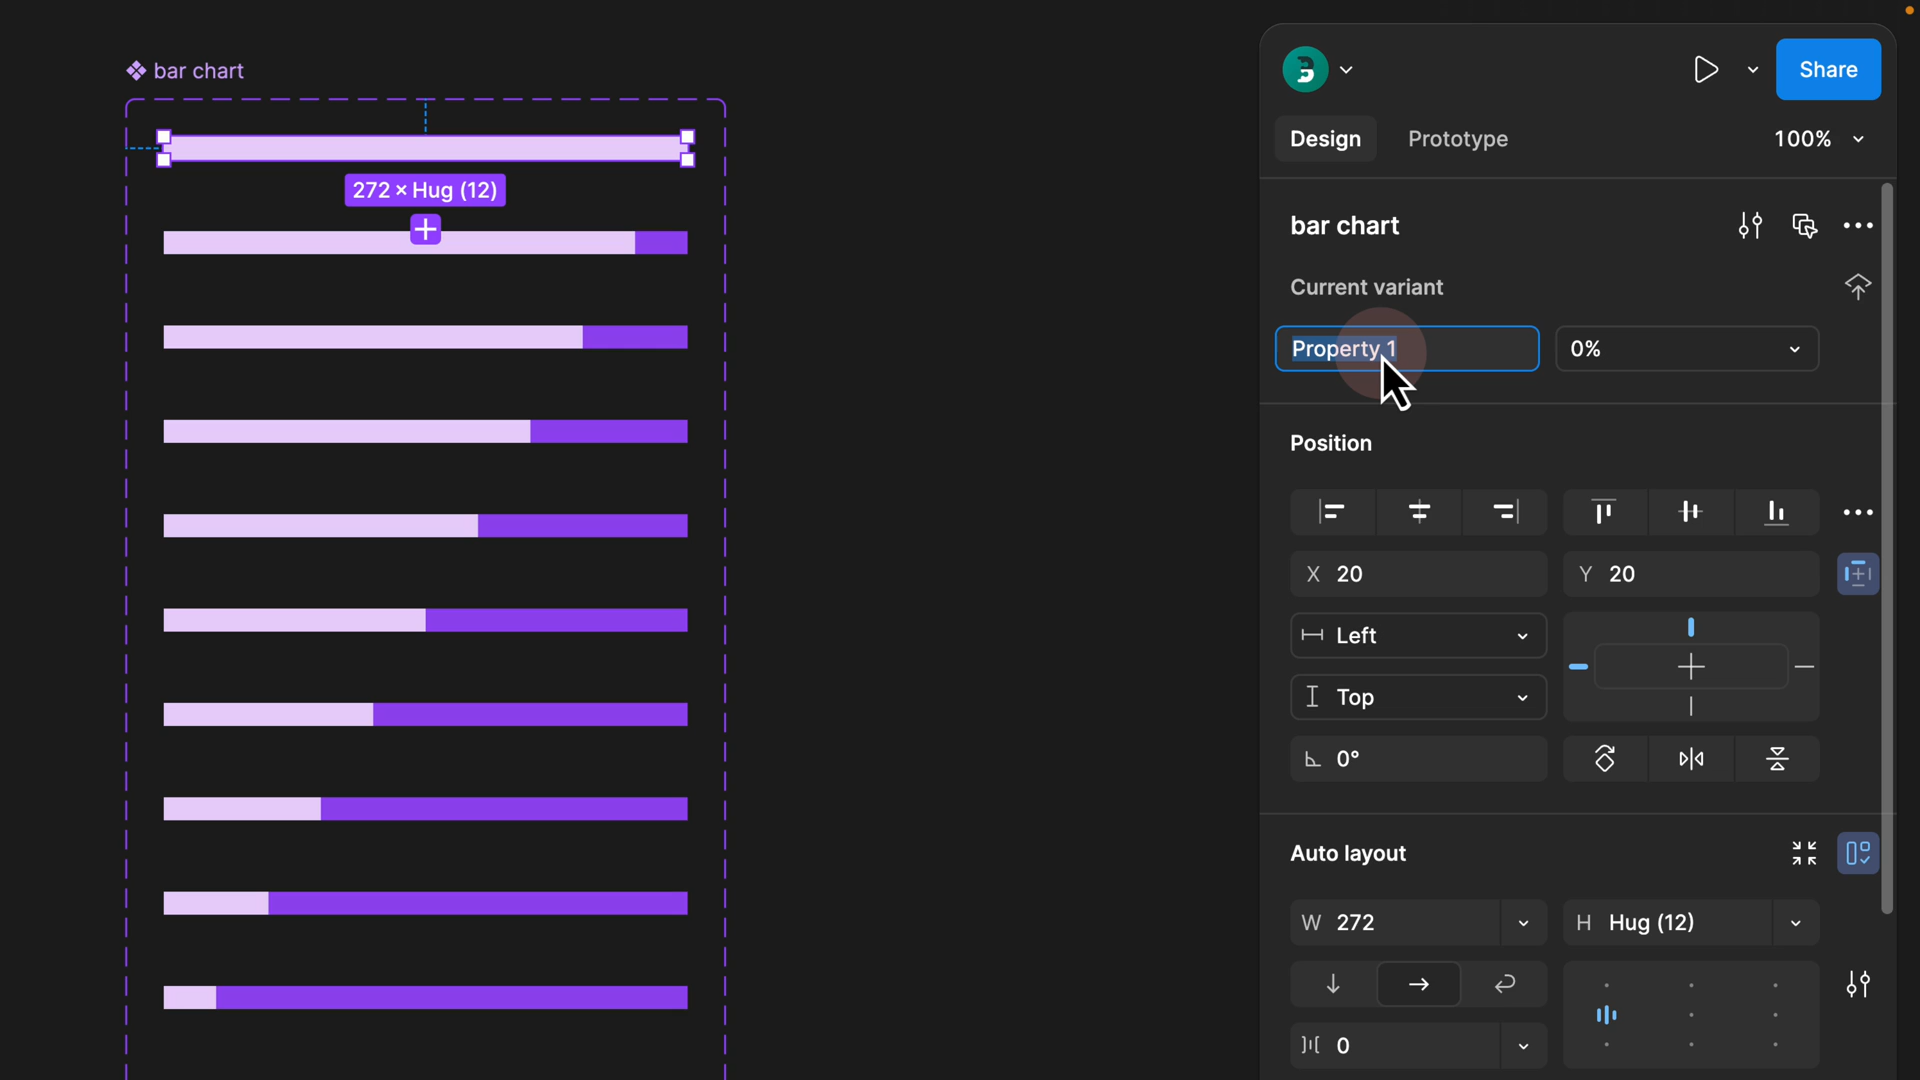 bar chart
272 × Hug (12)
Share
Design
Prototype
100%
bar chart
Current variant
Property 1
0%
Position
X 20
Y 20
Left
Top
0°
Auto layout
W 272
H Hug (12)
0